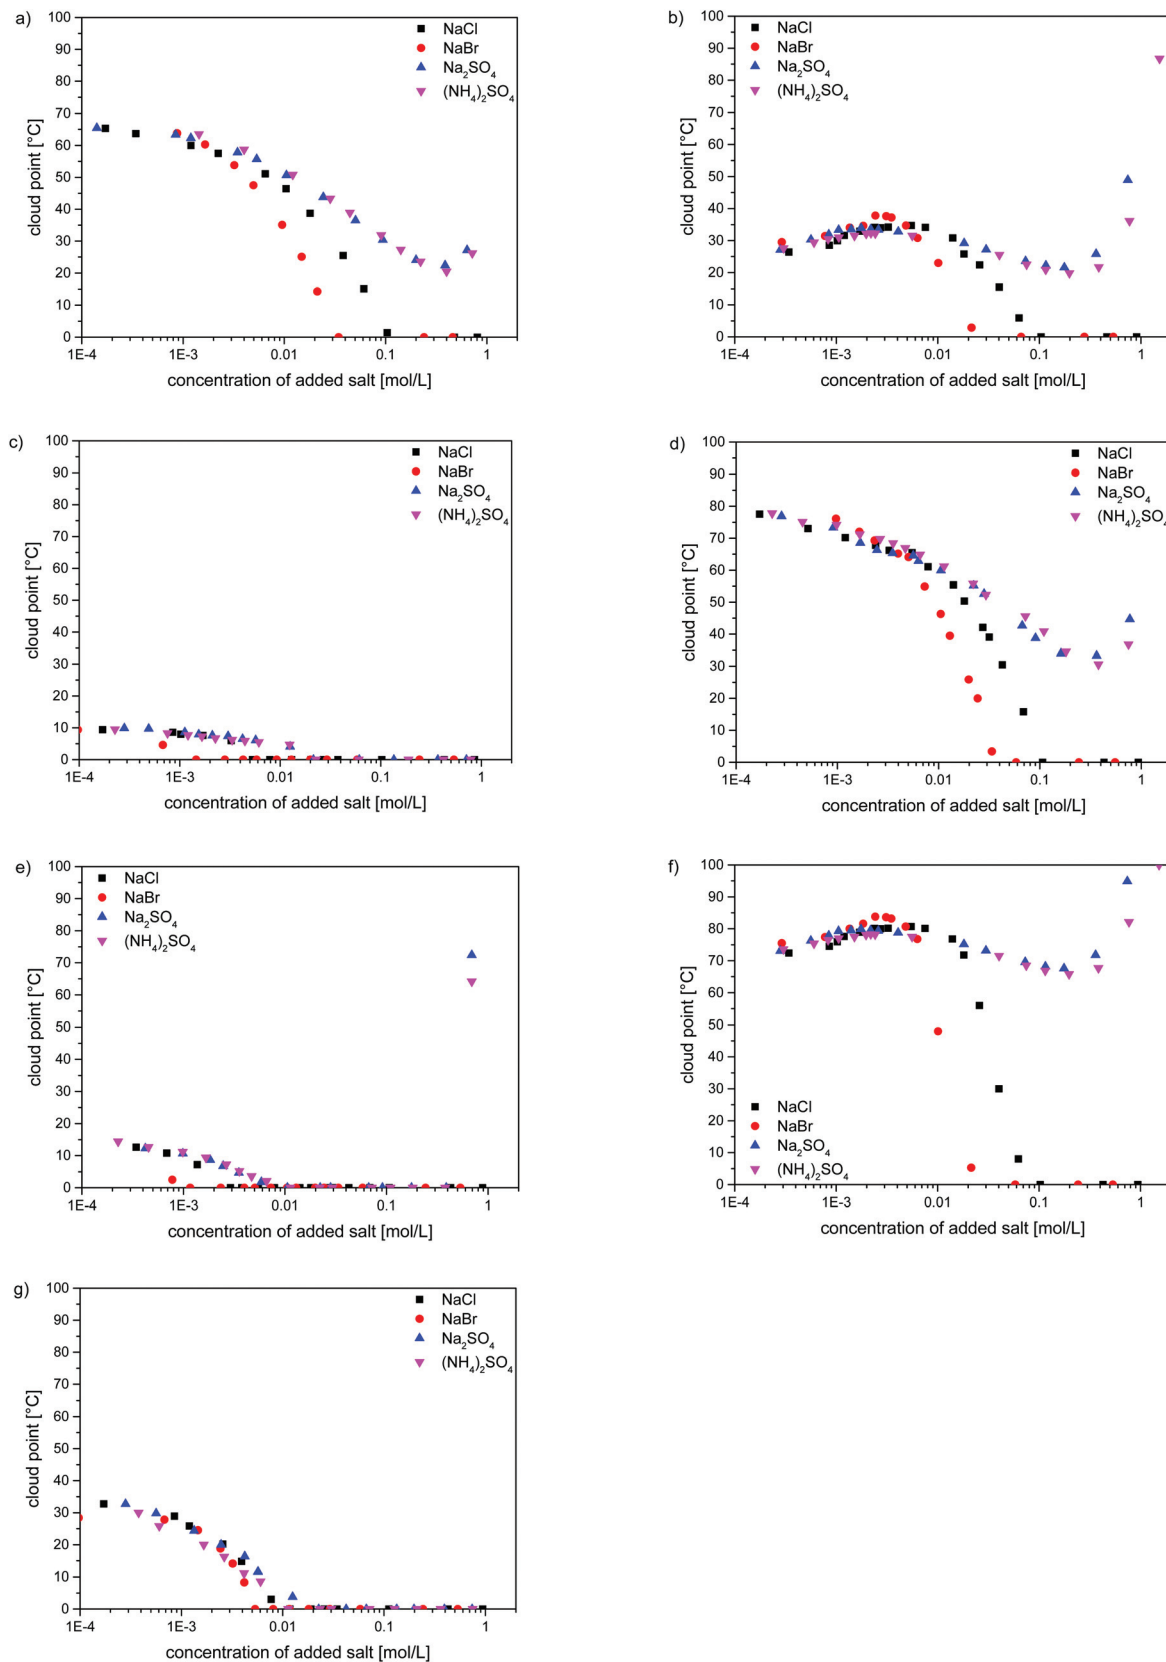 a)
100
90
80
70
60
50
40
30
20
10
0
cloud point [°C]
NaCl
NaBr
Na₂SO₄
(NH₄)₂SO₄
1E-4 1E-3 0.01 0.1 1
concentration of added salt [mol/L]
b)
100
90
80
70
60
50
40
30
20
10
0
cloud point [°C]
NaCl
NaBr
Na₂SO₄
(NH₄)₂SO₄
1E-4 1E-3 0.01 0.1 1
concentration of added salt [mol/L]
c)
100
90
80
70
60
50
40
30
20
10
0
cloud point [°C]
NaCl
NaBr
Na₂SO₄
(NH₄)₂SO₄
1E-4 1E-3 0.01 0.1 1
concentration of added salt [mol/L]
d)
100
90
80
70
60
50
40
30
20
10
0
cloud point [°C]
NaCl
NaBr
Na₂SO₄
(NH₄)₂SO₄
1E-4 1E-3 0.01 0.1 1
concentration of added salt [mol/L]
e)
100
90
80
70
60
50
40
30
20
10
0
cloud point [°C]
NaCl
NaBr
Na₂SO₄
(NH₄)₂SO₄
1E-4 1E-3 0.01 0.1 1
concentration of added salt [mol/L]
f)
100
90
80
70
60
50
40
30
20
10
0
cloud point [°C]
NaCl
NaBr
Na₂SO₄
(NH₄)₂SO₄
1E-4 1E-3 0.01 0.1 1
concentration of added salt [mol/L]
g)
100
90
80
70
60
50
40
30
20
10
0
cloud point [°C]
NaCl
NaBr
Na₂SO₄
(NH₄)₂SO₄
1E-4 1E-3 0.01 0.1 1
concentration of added salt [mol/L]